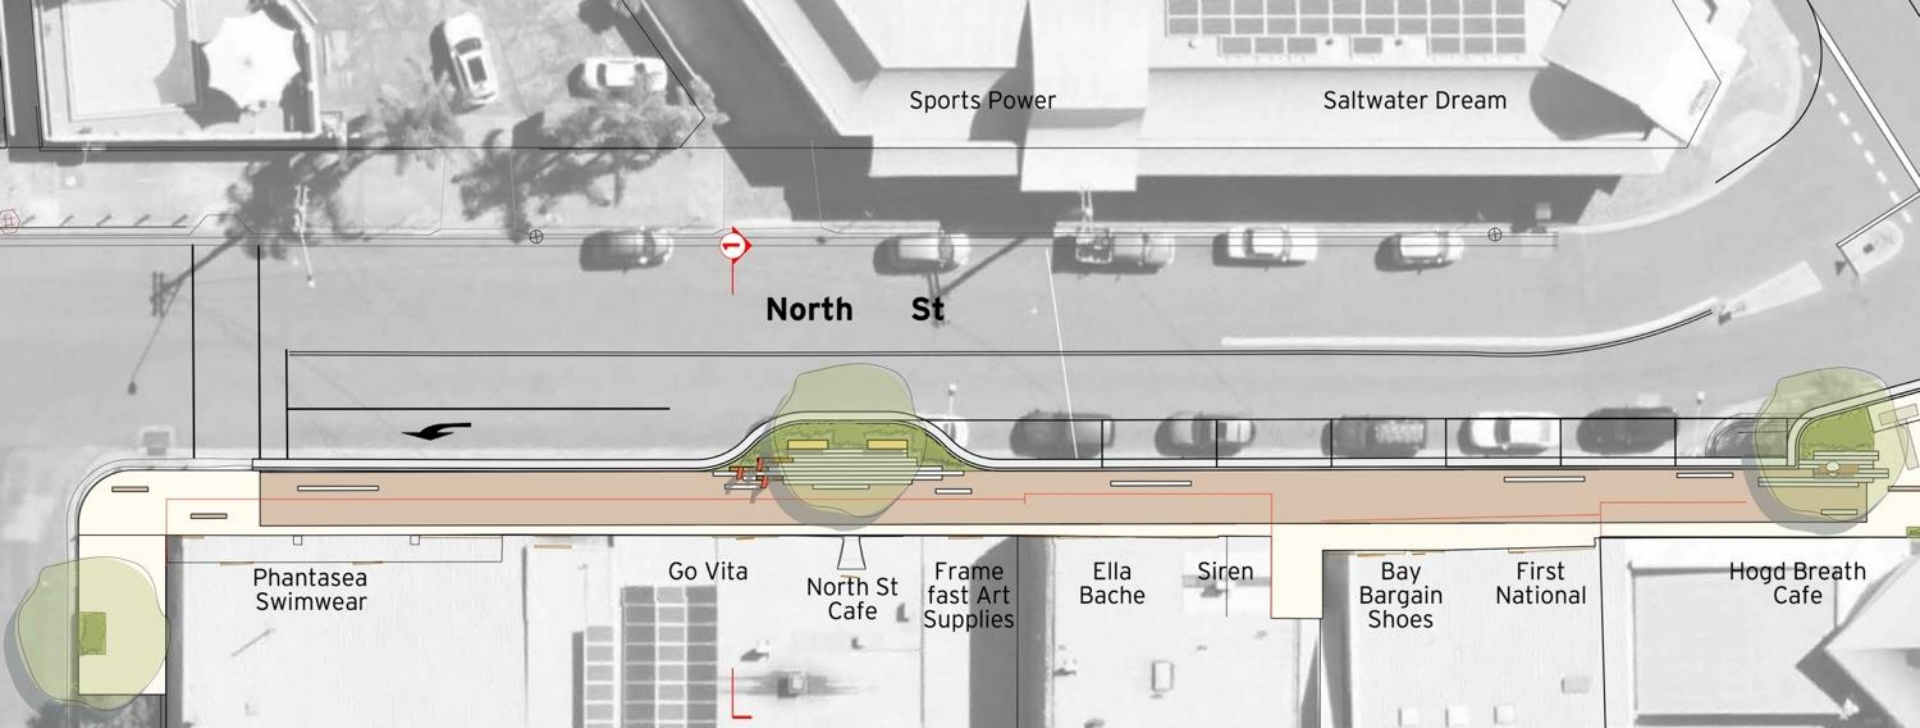 Sports Power
Saltwater Dream
1
North St
Phantasea
Swimwear
Go Vita
North St
Cafe
Frame
fast Art
Supplies
Ella
Bache
Siren
Bay
Bargain
Shoes
First
National
Hogd Breath
Cafe